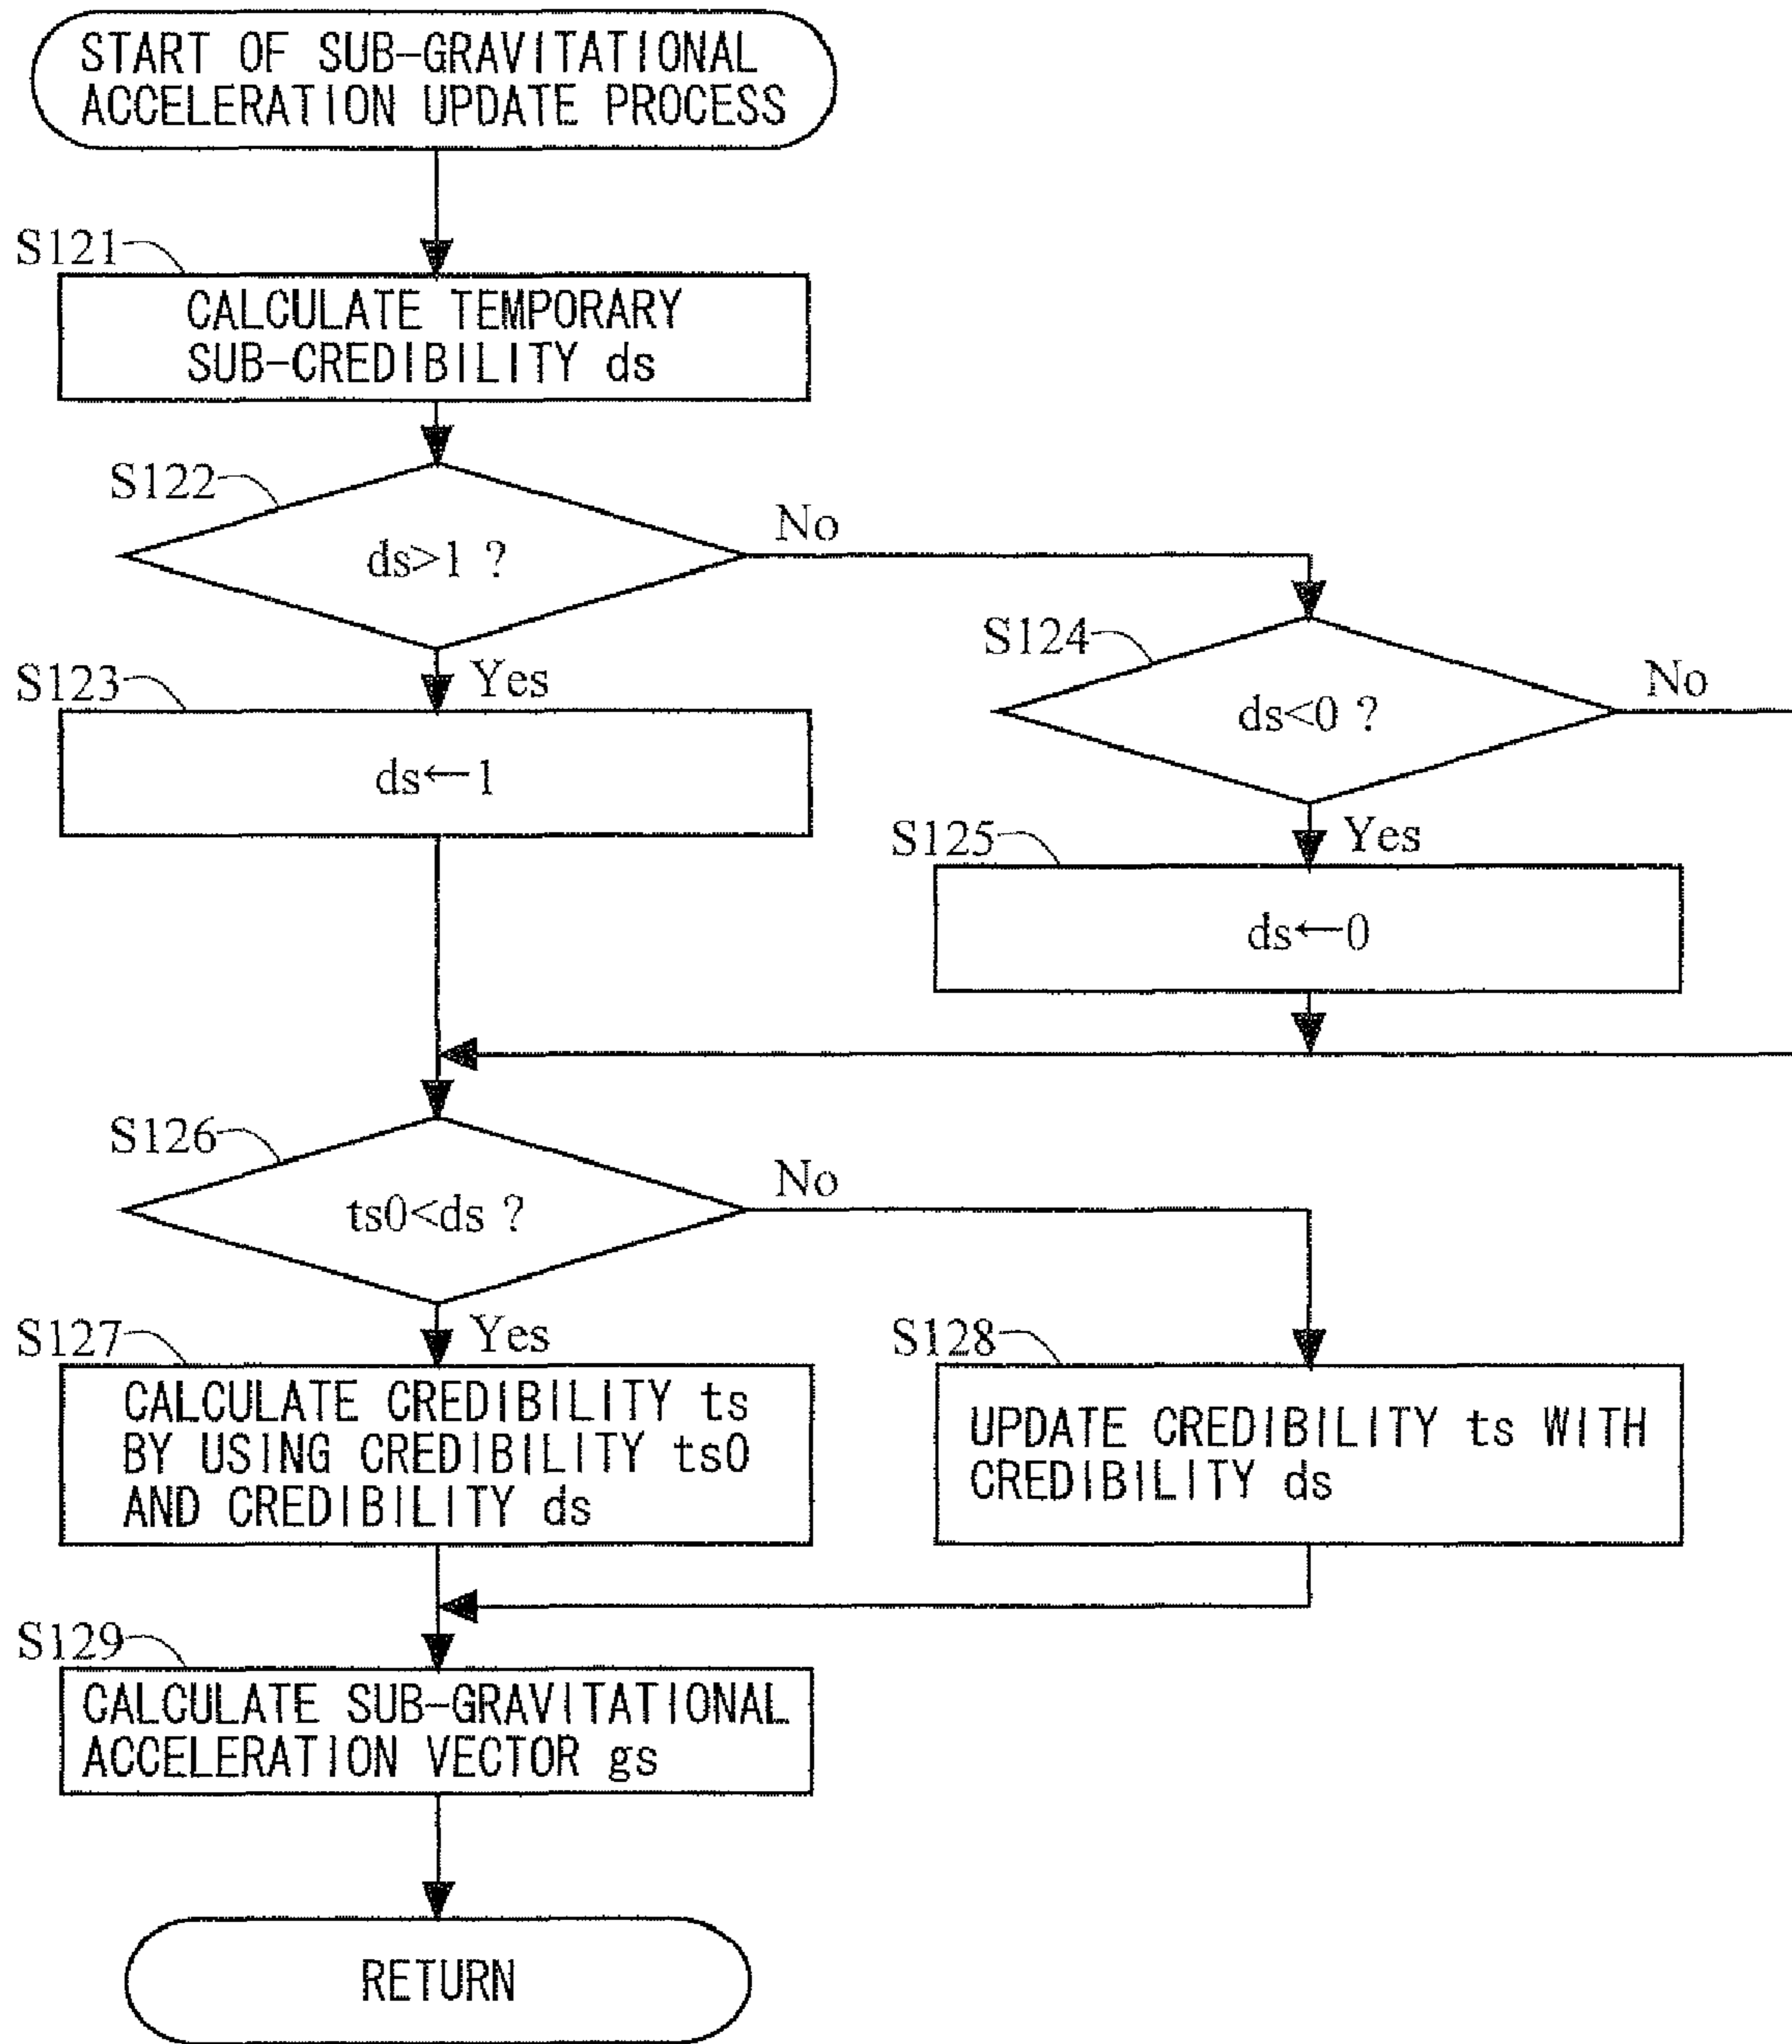 START OF SUB-GRAVITATIONAL
ACCELERATION UPDATE PROCESS
S121
CALCULATE TEMPORARY
SUB-CREDIBILITY ds
S122
ds>1 ?
No
Yes
S123
ds←1
S124
ds<0 ?
No
Yes
S125
ds←0
S126
ts0<ds ?
No
Yes
S127
CALCULATE CREDIBILITY ts
BY USING CREDIBILITY ts0
AND CREDIBILITY ds
S128
UPDATE CREDIBILITY ts WITH
CREDIBILITY ds
S129
CALCULATE SUB-GRAVITATIONAL
ACCELERATION VECTOR gs
RETURN